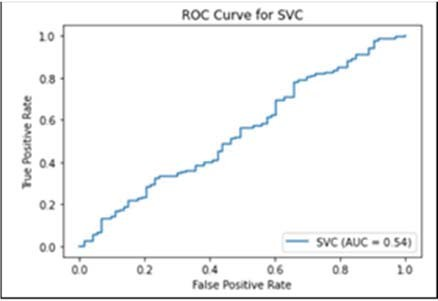 ROC Curve for SVC
True Positive Rate
1.0
0.8
0.6
0.4
0.2
0.0
SVC (AUC = 0.54)
0.0 0.2 0.4 0.6 0.8 1.0
False Positive Rate